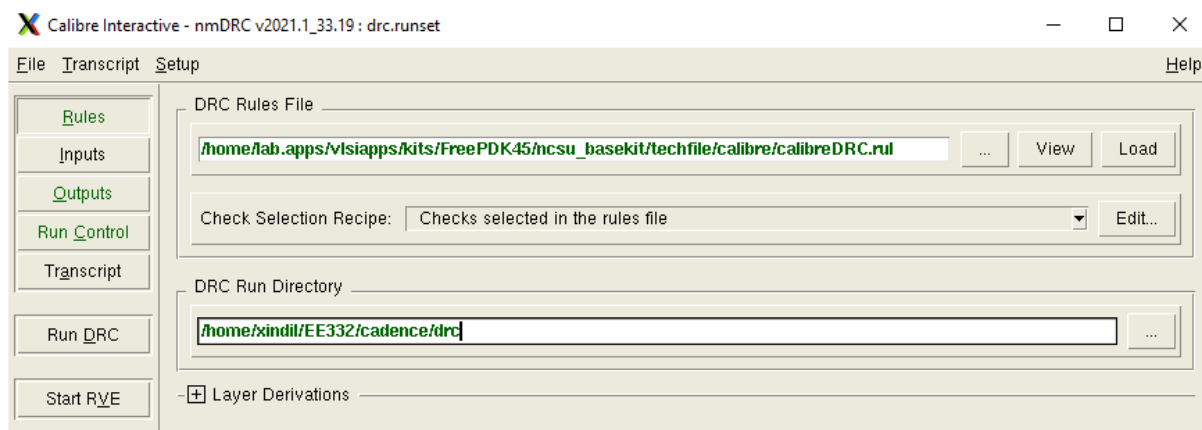 Calibre Interactive - nmDRC v2021.1_33.19 : drc.runset
File Transcript Setup Help
Rules
Inputs
Outputs
Run Control
Transcript
Run DRC
Start RVE
DRC Rules File
/home/lab.apps/vlsiapps/kits/FreePDK45/ncsu_basekit/techfile/calibre/calibreDRC.rul ... View Load
Check Selection Recipe: Checks selected in the rules file Edit...
DRC Run Directory
/home/xindil/EE332/cadence/drc ...
Layer Derivations